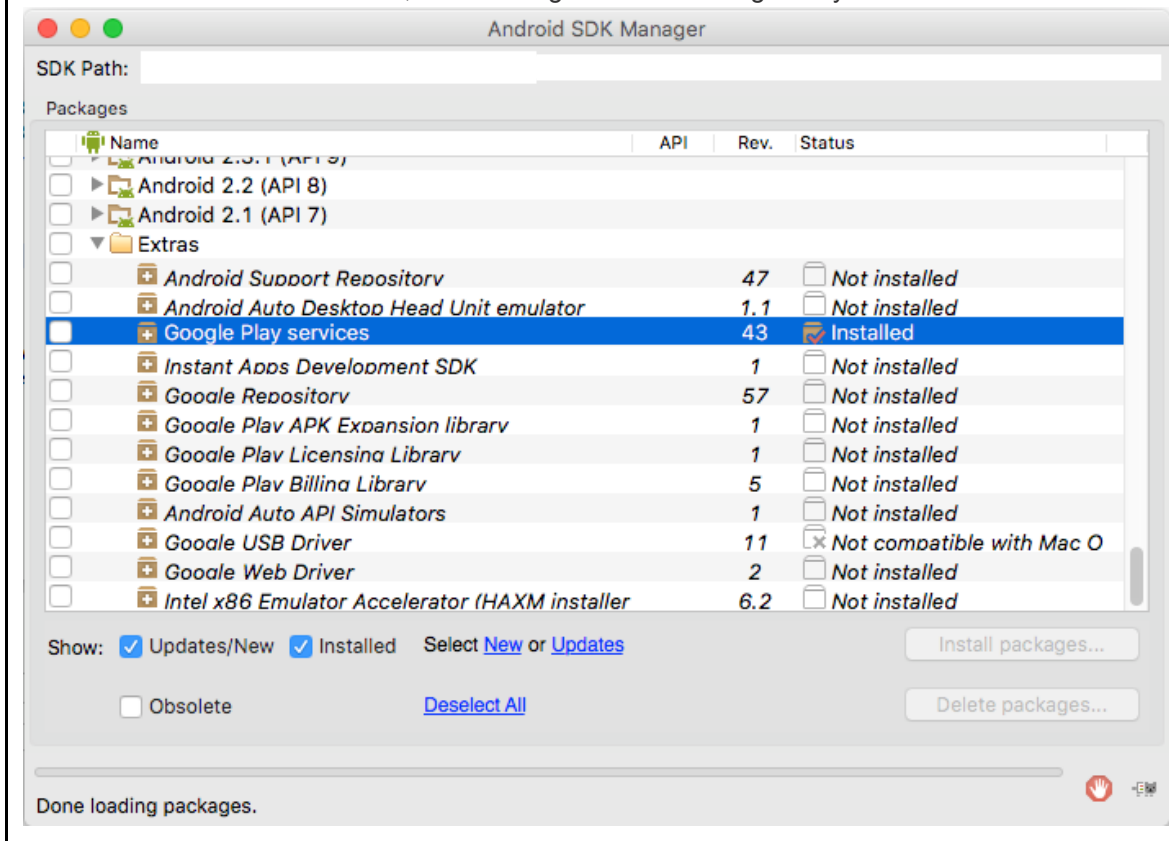 Android SDK Manager
SDK Path:
Packages
Name API Rev. Status
Android 2.3.1 (API 9)
Android 2.2 (API 8)
Android 2.1 (API 7)
Extras
Android Support Repository 47 Not installed
Android Auto Desktop Head Unit emulator 1.1 Not installed
Google Play services 43 Installed
Instant Apps Development SDK 1 Not installed
Google Repository 57 Not installed
Google Play APK Expansion library 1 Not installed
Google Play Licensing Library 1 Not installed
Google Play Billing Library 5 Not installed
Android Auto API Simulators 1 Not installed
Google USB Driver 11 Not compatible with Mac O
Google Web Driver 2 Not installed
Intel x86 Emulator Accelerator (HAXM installer 6.2 Not installed
Show: Updates/New Installed Select New or Updates Install packages...
Obsolete Deselect All Delete packages...
Done loading packages.